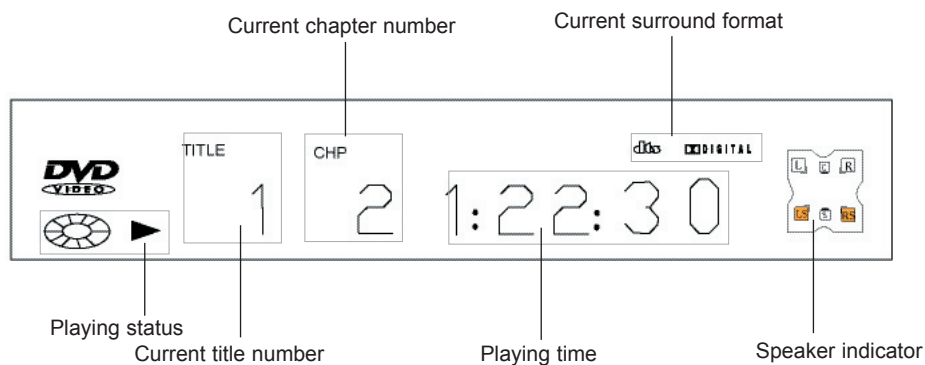 Current chapter number
Current surround format
TITLE
CHP
dts DIGITAL
DVD
VIDEO
1
2
1:22:30
L C R
LS S RS
Playing status
Current title number
Playing time
Speaker indicator